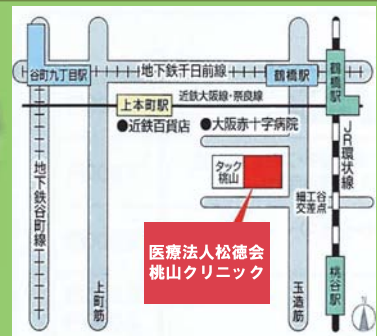 谷町九丁目駅
地下鉄千日前線
鶴橋駅
鶴橋駅
近鉄大阪線・奈良線
上本町駅
●近鉄百貨店
●大阪赤十字病院
JR環状線
タック
桃山
細工谷
交差点
地下鉄谷町線
医療法人松徳会
桃山クリニック
上町筋
玉造筋
桃谷駅